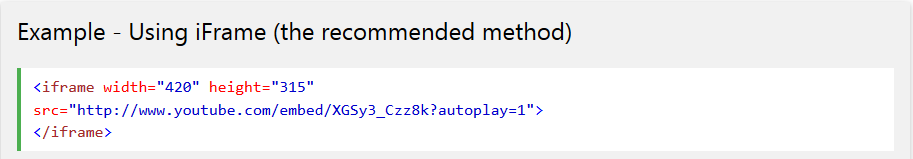 Example - Using iFrame (the recommended method)
<iframe width="420" height="315"
src="http://www.youtube.com/embed/XGSy3_Czz8k?autoplay=1">
</iframe>